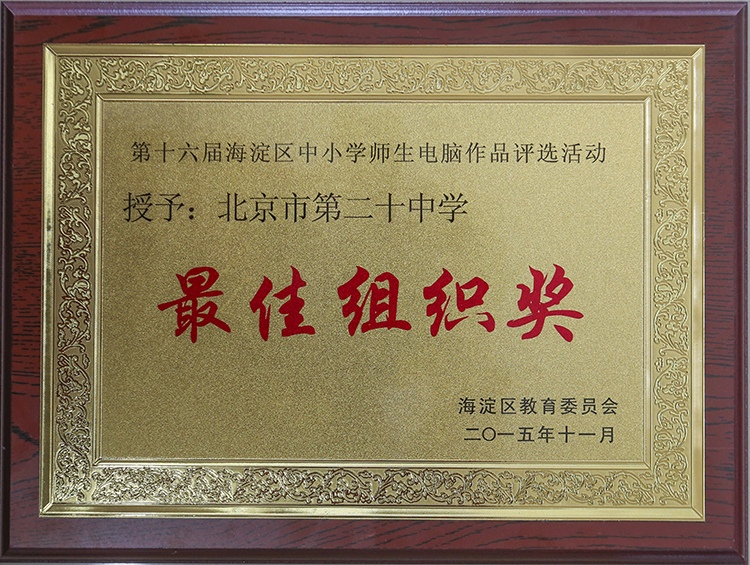 第十六届海淀区中小学师生电脑作品评选活动
授予：北京市第二十中学
最佳组织奖
海淀区教育委员会
二〇一五年十一月